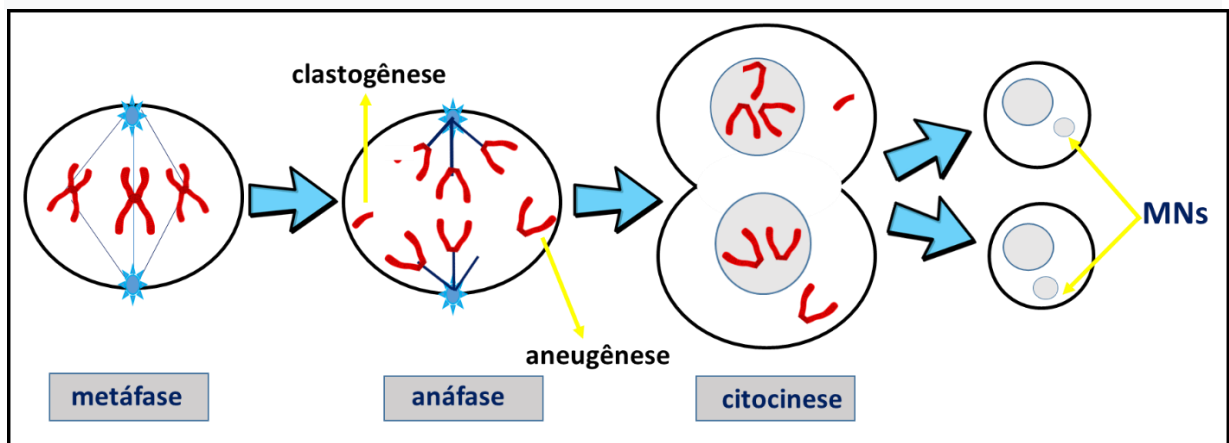 clastogênese
MNs
aneugênese
metáfase
anáfase
citocinese